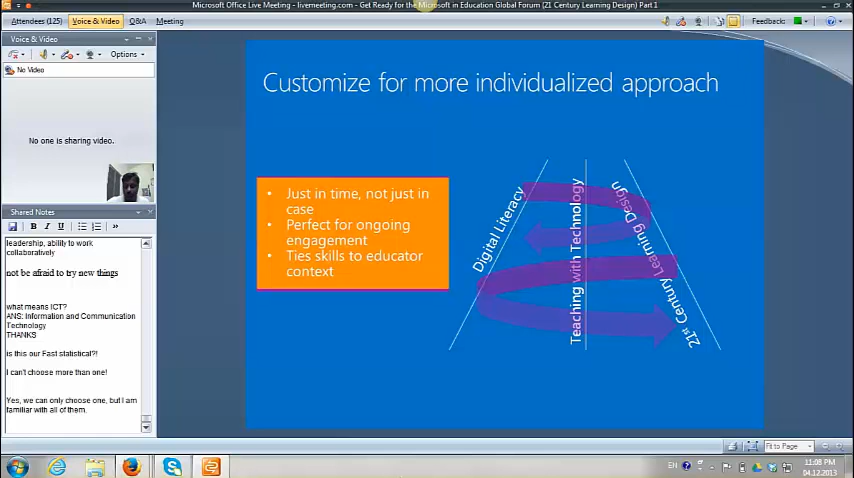 Microsoft Office Live Meeting - livemeeting.com - Get Ready for the Microsoft in Education Global Forum (21 Century Learning Design) Part 1
Attendees (125)
Voice & Video
Q&A
Meeting
Feedback:
Voice & Video
Options
No Video
No one is sharing video.
Shared Notes
B I U
leadership, ability to work
collaboratively
not be afraid to try new things
what means ICT?
ANS: Information and Communication
Technology
THANKS
is this our Fast statistical?!
I can't choose more than one!
Yes, we can only choose one, but I am
familiar with all of them.
Customize for more individualized approach
• Just in time, not just in
case
• Perfect for ongoing
engagement
• Ties skills to educator
context
Digital Literacy
Teaching with Technology
21st Century Learning Design
Fit to Page
EN
11:08 PM
04.12.2013